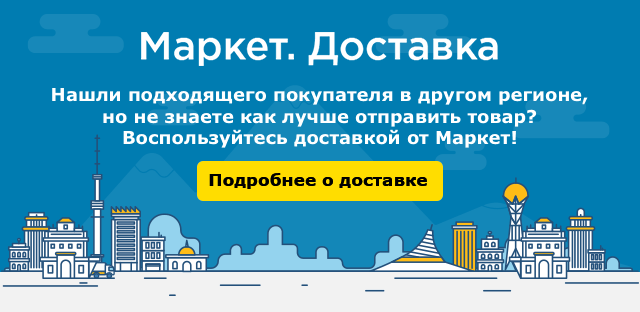 Маркет. Доставка
Нашли подходящего покупателя в другом регионе,
но не знаете как лучше отправить товар?
Воспользуйтесь доставкой от Маркет!
Подробнее о доставке